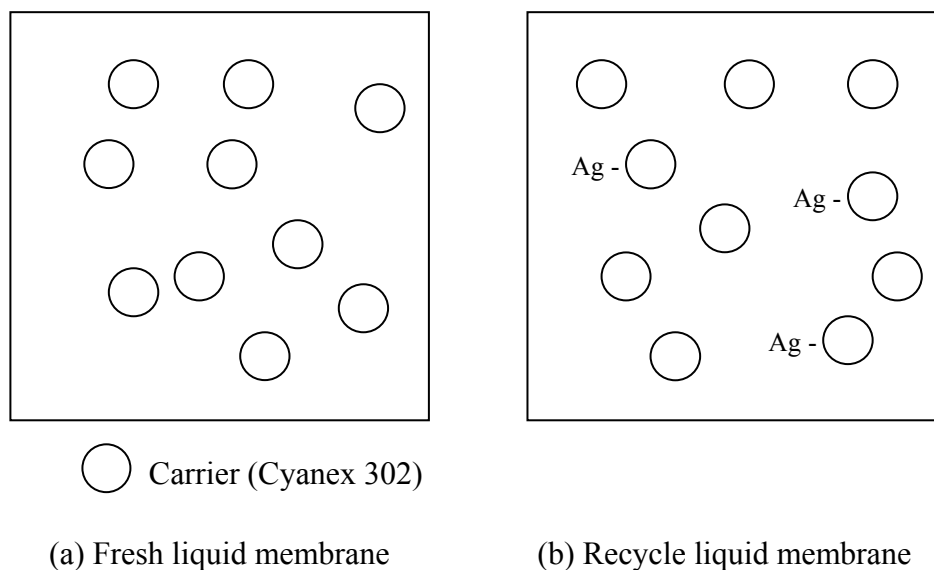 Ag -
Ag -
Ag -
Carrier (Cyanex 302)
(a) Fresh liquid membrane
(b) Recycle liquid membrane